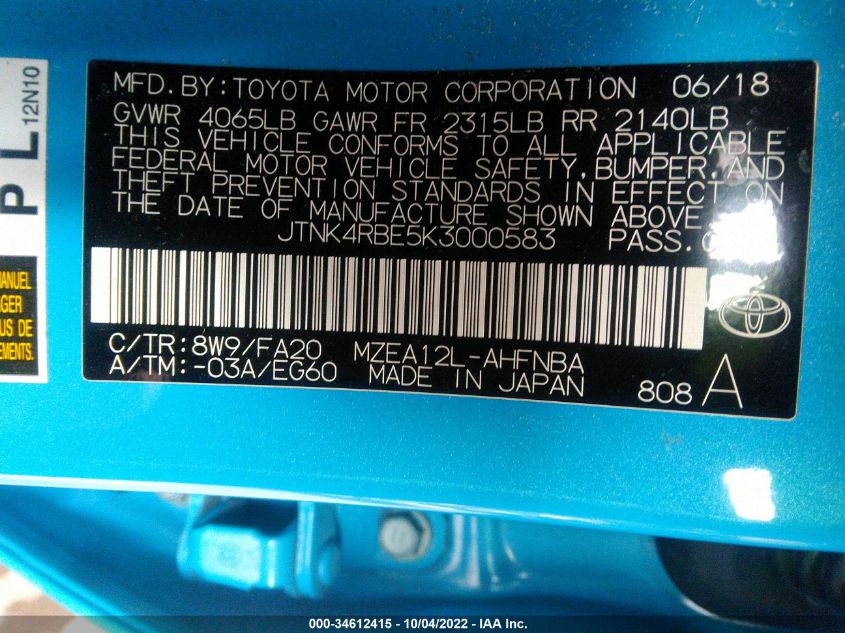 MFD.BY:TOYOTA MOTOR CORPORATION 06/18
GVWR 4065LB GAWR FR 2315LB RR 2140LB
THIS VEHICLE CONFORMS TO ALL APPLICABLE
FEDERAL MOTOR VEHICLE SAFETY,BUMPER,AND
THEFT PREVENTION STANDARDS IN EFFECT ON
THE DATE OF MANUFACTURE SHOWN ABOVE.
JTNK4RBE5K3000583 PASS.
C/TR:8W9/FA20 MZEA12L-AHFNBA
A/TM:-03A/EG60 MADE IN JAPAN
808 A
P L
12N10
MANUEL
US DE
000-34612415 - 10/04/2022 - IAA Inc.